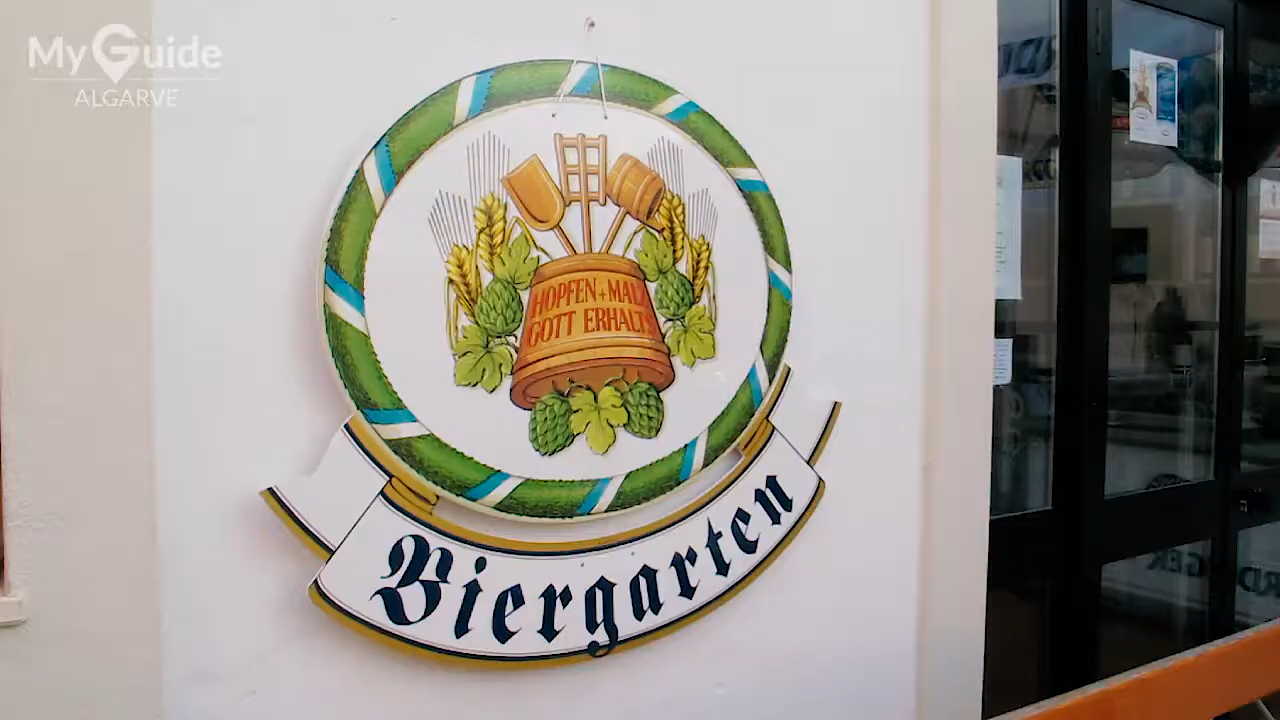 MyGuide
ALGARVE
HOPFEN + MALZ
GOTT ERHALT'S
Biergarten